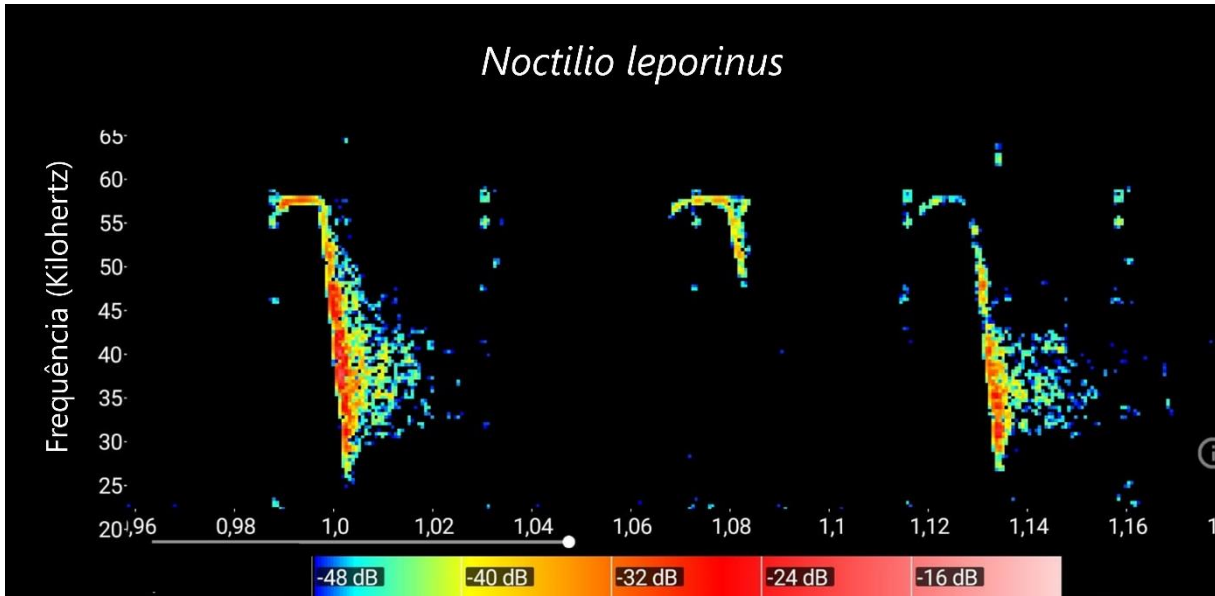 Noctilio leporinus
Frequência (Kilohertz)
65
60
55
50
45
40
35
30
25
20
,96 0,98 1,0 1,02 1,04 1,06 1,08 1,1 1,12 1,14 1,16 1
-48 dB -40 dB -32 dB -24 dB -16 dB